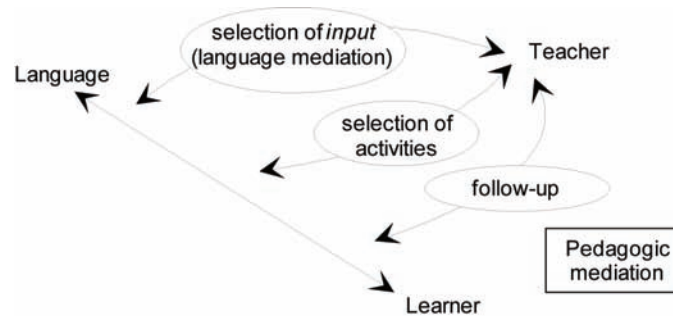 selection of input
(language mediation)
Teacher
Language
selection of
activities
follow-up
Pedagogic
mediation
Learner